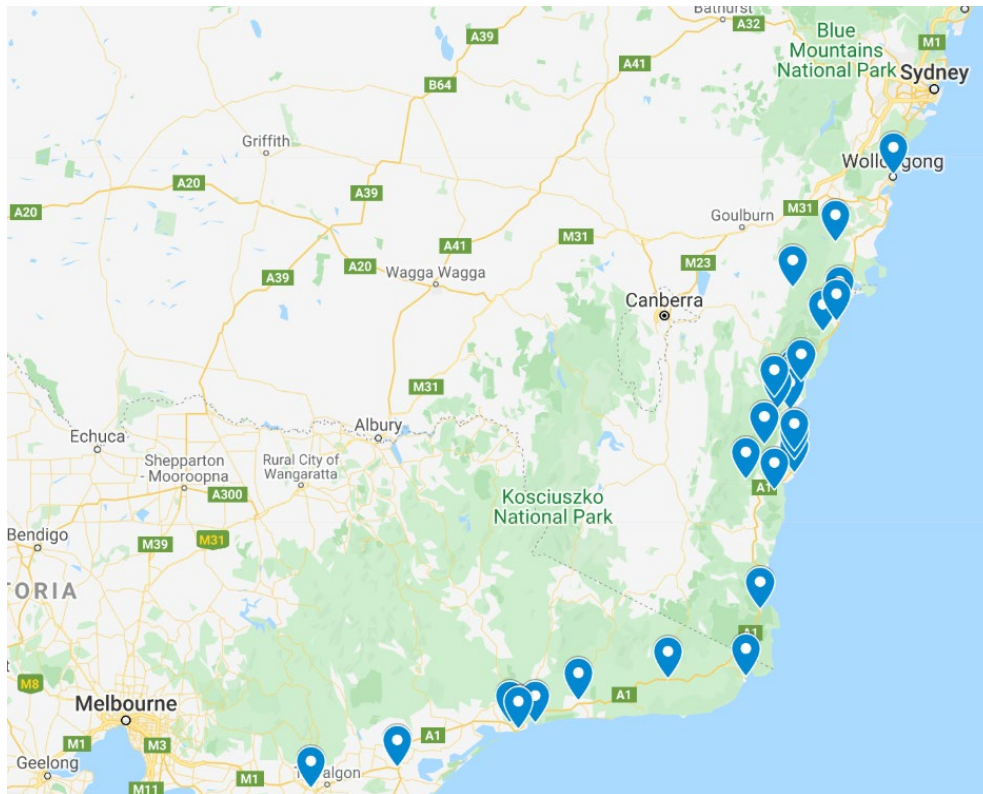 Bathurst
A39
A32
Blue
Mountains
National Park
M1
A41
Sydney
B64
Griffith
Wollongong
A39
A20
A20
Goulburn
M31
A41
M31
A20
Wagga Wagga
M23
A39
Canberra
M31
Albury
Echuca
Shepparton
- Mooroopna
Rural City of
Wangaratta
A300
Kosciuszko
National Park
A1
Bendigo
M39
M31
TORIA
A1
M8
A1
Melbourne
M1
M3
A1
Geelong
M1
M11